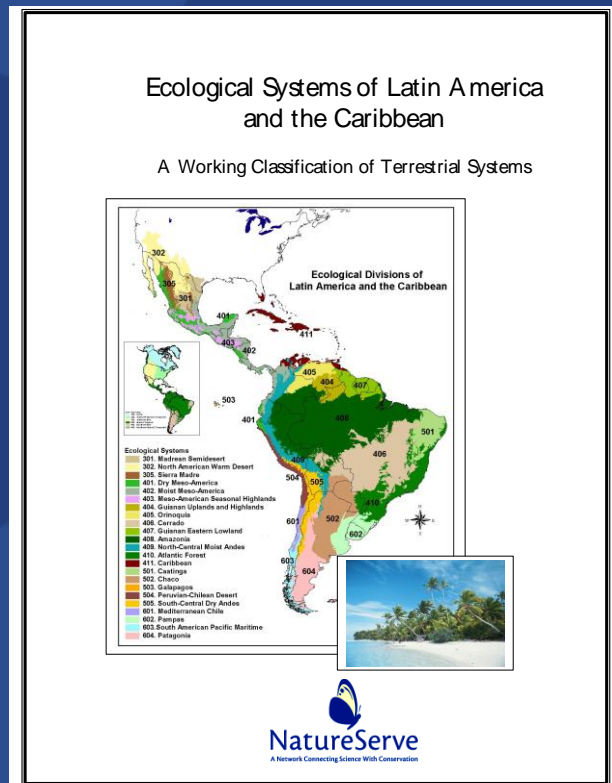 Ecological Systems of Latin America
and the Caribbean
A Working Classification of Terrestrial Systems
Ecological Divisions of
Latin America and the Caribbean
302
305
301
401
411
403
402
405
404
407
503
401
408
501
406
409
504
505
410
502
601
602
603
604
Ecological Systems
301. Madrean Semidesert
302. North American Warm Desert
305. Sierra Madre
401. Dry Meso-America
402. Moist Meso-America
403. Meso-American Seasonal Highlands
404. Guianan Uplands and Highlands
405. Orinoquia
406. Cerrado
407. Guianan Eastern Lowland
408. Amazonia
409. North-Central Moist Andes
410. Atlantic Forest
411. Caribbean
501. Caatinga
502. Chaco
503. Galapagos
504. Peruvian-Chilean Desert
505. South-Central Dry Andes
601. Mediterranean Chile
602. Pampas
603.South American Pacific Maritime
604. Patagonia
NatureServe
A Network Connecting Science With Conservation